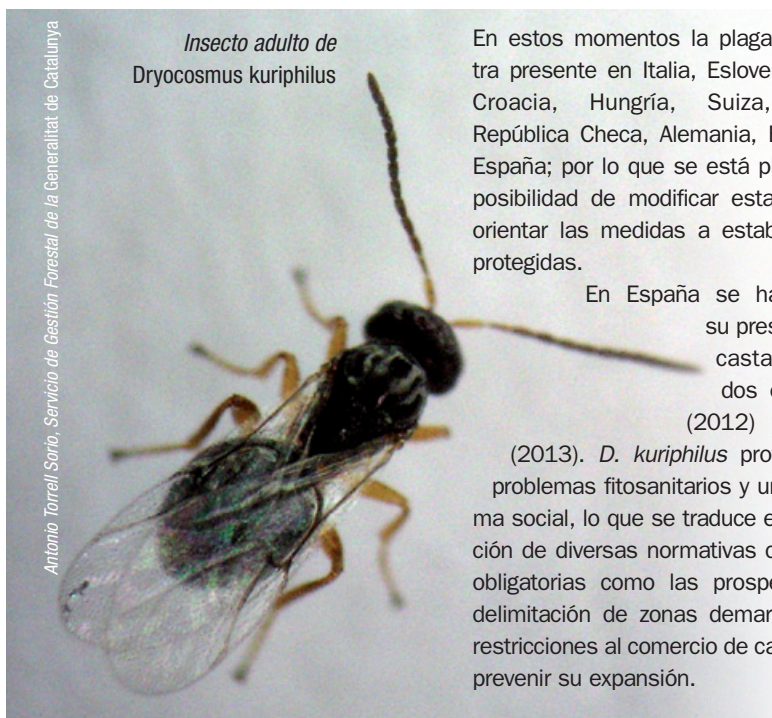 Antonio Torrell Sorio, Servicio de Gestión Forestal de la Generalitat de Catalunya
Insecto adulto de
Dryocosmus kuriphilus
En estos momentos la plaga
tra presente en Italia, Eslove
Croacia, Hungría, Suiza,
República Checa, Alemania,
España; por lo que se está
posibilidad de modificar esta
orientar las medidas a estab
protegidas.
En España se ha
su pres
casta
dos
(2012)
(2013). D. kuriphilus pro
problemas fitosanitarios y
ma social, lo que se traduce
ción de diversas normativas
obligatorias como las prospe
delimitación de zonas demar
restricciones al comercio de ca
prevenir su expansión.